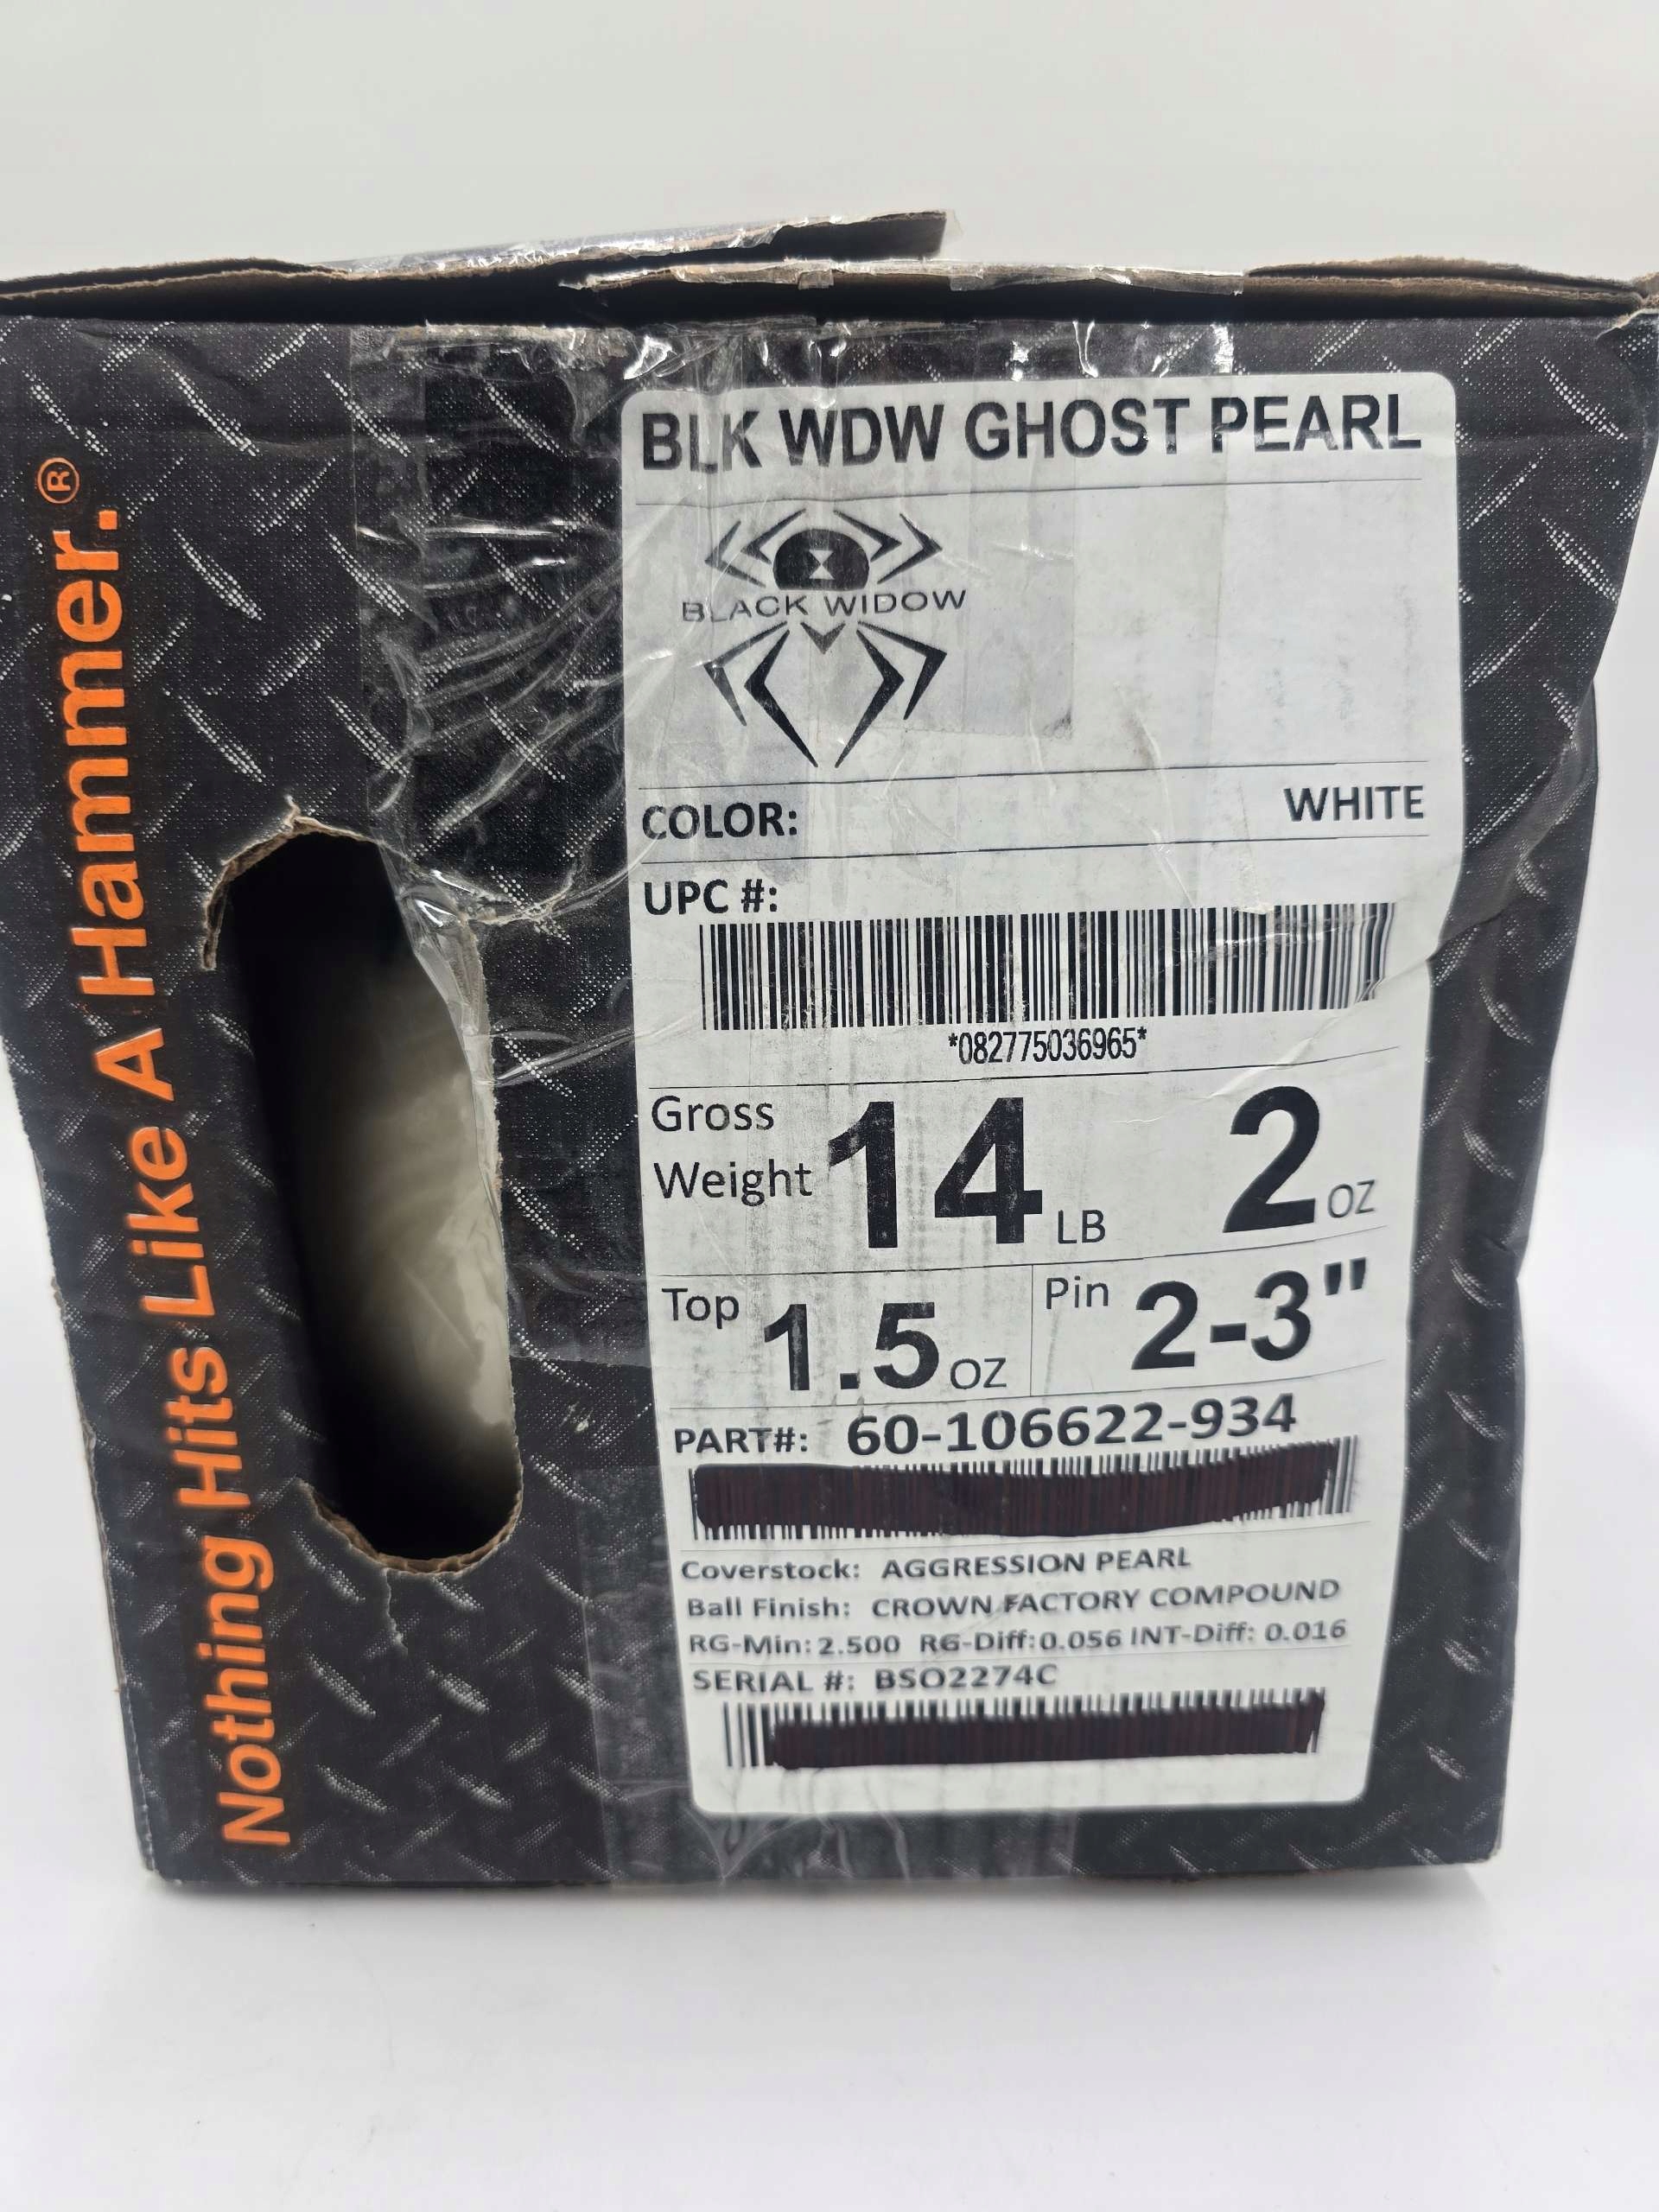 Nothing Hits Like A Hammer.®
BLK WDW GHOST PEARL
BLACK WIDOW
COLOR: WHITE
UPC #:
*082775036965*
Gross Weight 14 LB 2 OZ
Top 1.5 OZ Pin 2-3"
PART#: 60-106622-934
Coverstock: AGGRESSION PEARL
Ball Finish: CROWN FACTORY COMPOUND
RG-Min: 2.500 RG-Diff: 0.056 INT-Diff: 0.016
SERIAL #: BSO2274C